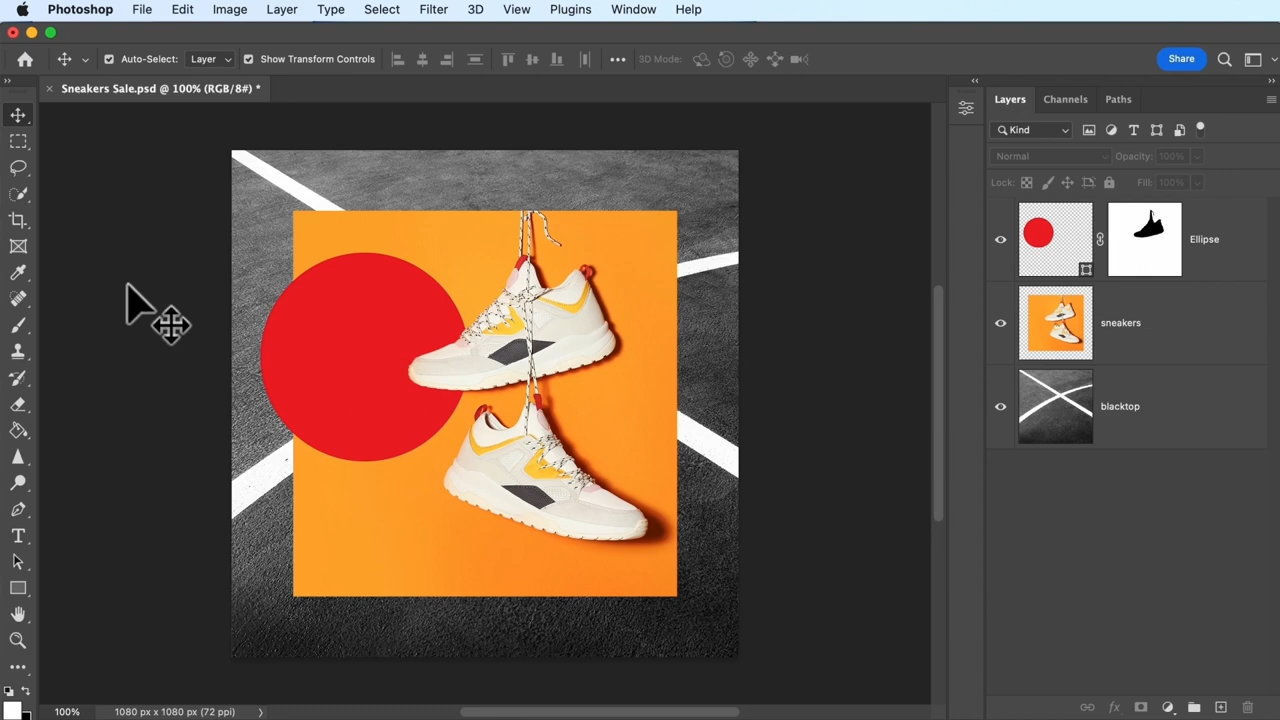 Photoshop File Edit Image Layer Type Select Filter 3D View Plugins Window Help
Auto-Select: Layer Show Transform Controls 3D Mode: Share
Sneakers Sale.psd @ 100% (RGB/8#) *
Layers Channels Paths
Kind
Normal Opacity: 100%
Lock: Fill: 100%
Ellipse
sneakers
blacktop
100% 1080 px x 1080 px (72 ppi)